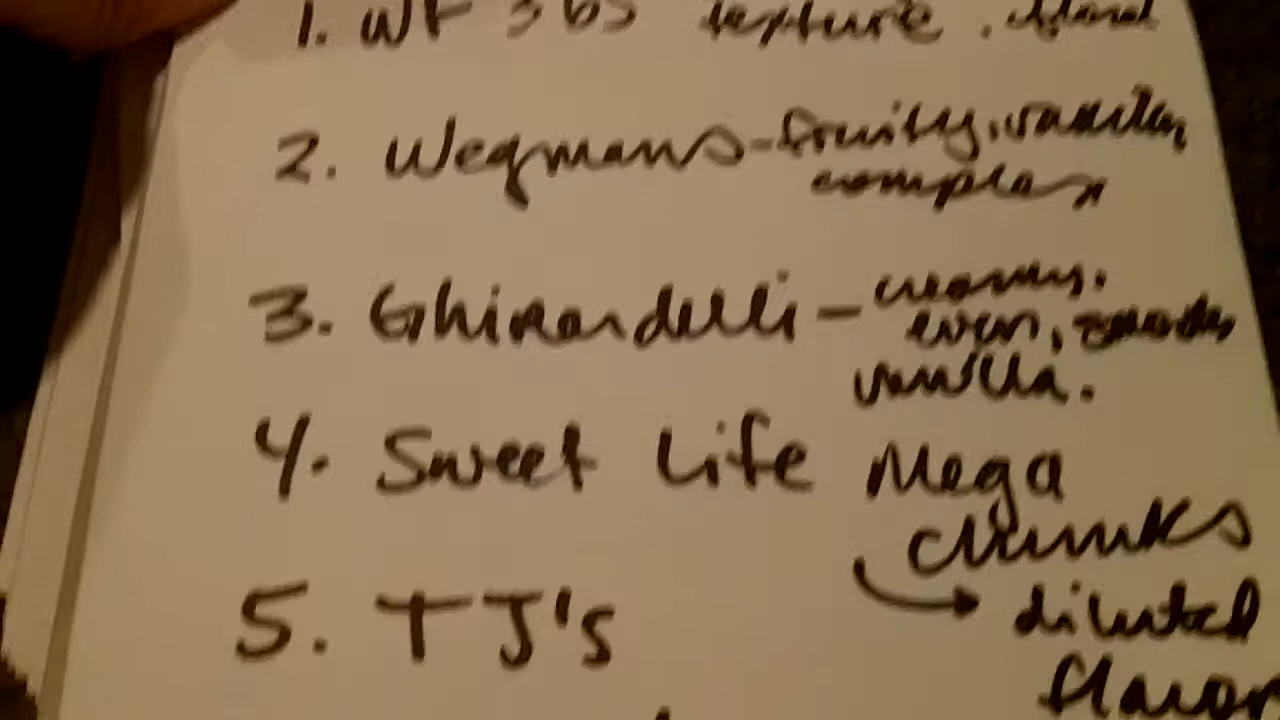 1. WF 365 texture.
2. Wegmans - fruity, vanilla,
complex
3. Ghirardelli - creamy.
even,
vanilla.
4. Sweet Life Mega
chunks
diluted
5. TJ's
flavor